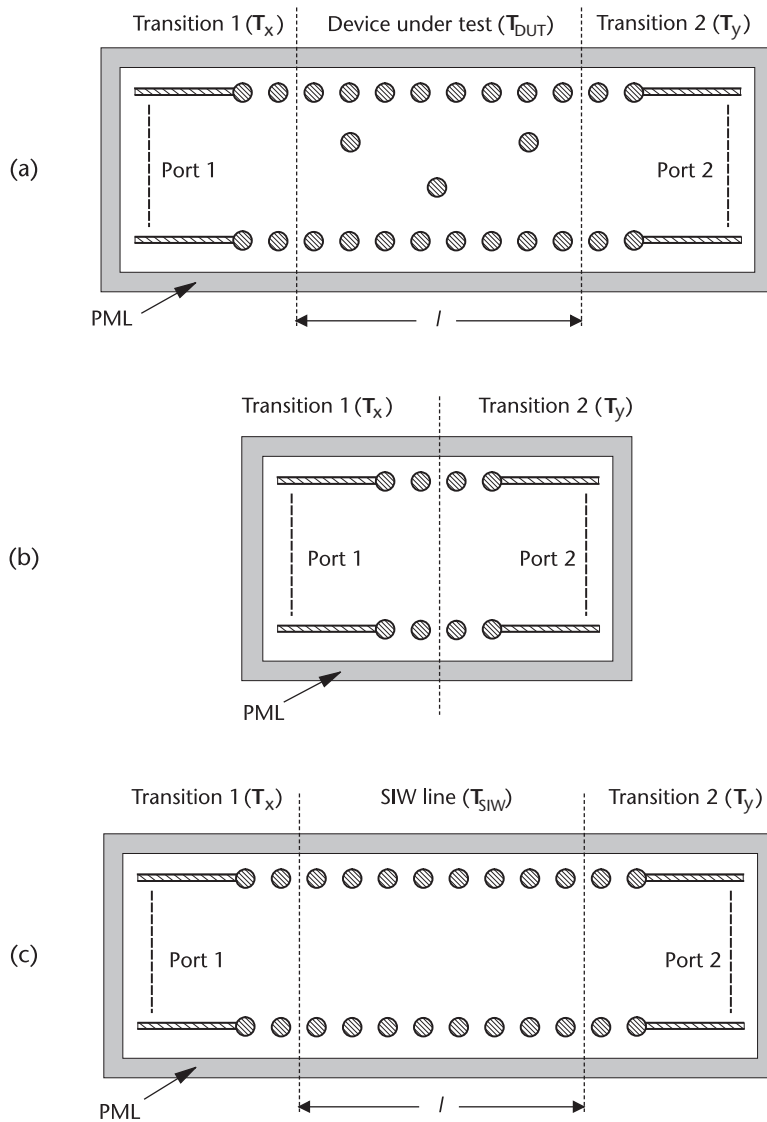 Transition 1 (Tx) Device under test (TDUT) Transition 2 (Ty)
(a)
Port 1 Port 2
PML
l
Transition 1 (Tx) Transition 2 (Ty)
(b)
Port 1 Port 2
PML
Transition 1 (Tx) SIW line (TSIW) Transition 2 (Ty)
(c)
Port 1 Port 2
PML
l